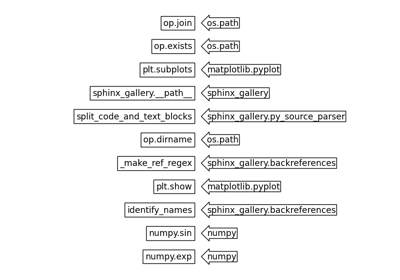 op.join os.path
op.exists os.path
plt.subplots matplotlib.pyplot
sphinx_gallery.__path__ sphinx_gallery
split_code_and_text_blocks sphinx_gallery.py_source_parser
op.dirname os.path
_make_ref_regex sphinx_gallery.backreferences
plt.show matplotlib.pyplot
identify_names sphinx_gallery.backreferences
numpy.sin numpy
numpy.exp numpy